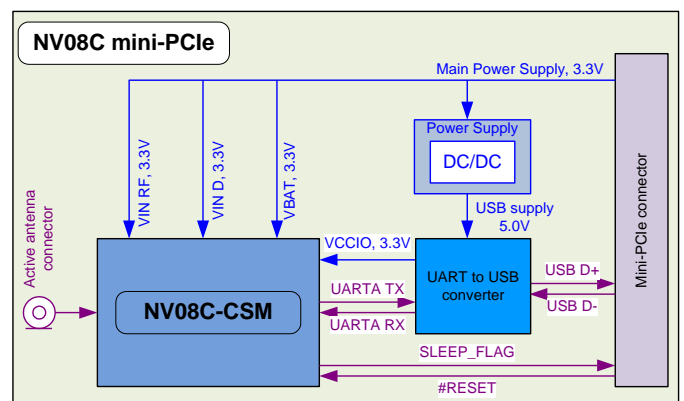 NV08C mini-PCIe
Main Power Supply, 3.3V
Power Supply
DC/DC
VIN RF, 3.3V
VIN D, 3.3V
VBAT, 3.3V
USB supply
5.0V
Mini-PCIe connector
Active antenna
connector
VCCIO, 3.3V
NV08C-CSM
UARTA TX
UARTA RX
UART to USB
converter
USB D+
USB D-
SLEEP_FLAG
#RESET